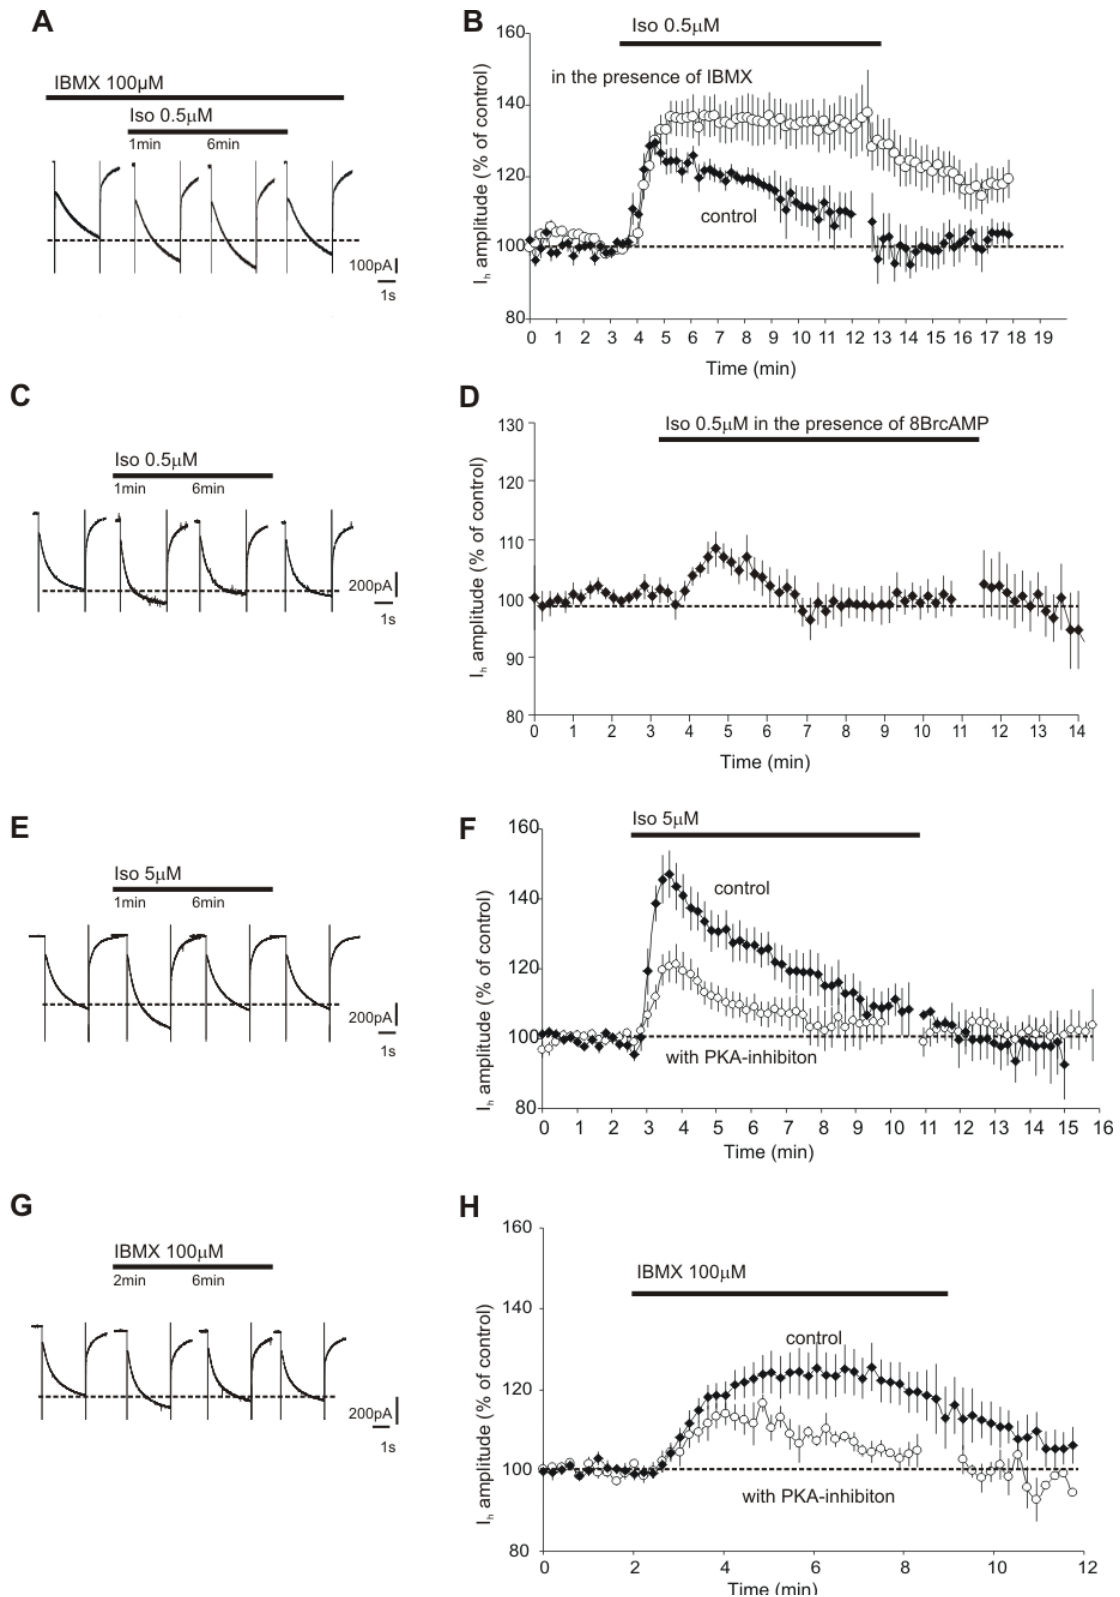 A
IBMX 100µM
Iso 0.5µM
1min 6min
100pA
1s
B
Iso 0.5µM
in the presence of IBMX
control
Iₕ amplitude (% of control)
160
140
120
100
80
0 1 2 3 4 5 6 7 8 9 10 11 12 13 14 15 16 17 18 19
Time (min)
C
Iso 0.5µM
1min 6min
200pA
1s
D
Iso 0.5µM in the presence of 8BrcAMP
Iₕ amplitude (% of control)
130
120
110
100
90
80
0 1 2 3 4 5 6 7 8 9 10 11 12 13 14
Time (min)
E
Iso 5µM
1min 6min
200pA
1s
F
Iso 5µM
control
with PKA-inhibiton
Iₕ amplitude (% of control)
160
140
120
100
80
0 1 2 3 4 5 6 7 8 9 10 11 12 13 14 15 16
Time (min)
G
IBMX 100µM
2min 6min
200pA
1s
H
IBMX 100µM
control
with PKA-inhibiton
Iₕ amplitude (% of control)
160
140
120
100
80
0 2 4 6 8 10 12
Time (min)